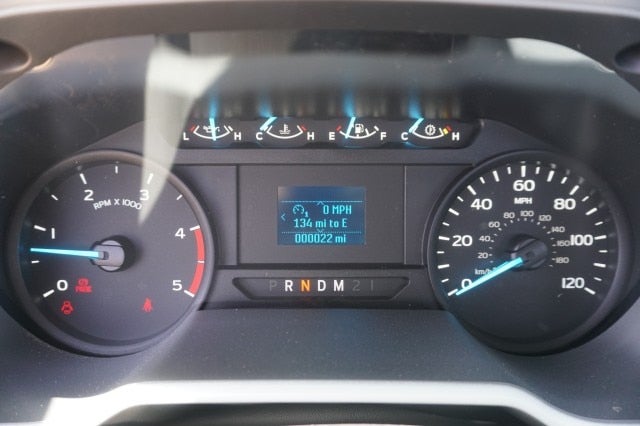 L H C H E F C H
1 2 3 4 5 0
RPM X 1000
0 MPH
134 mi to E
000022 mi
P R N D M 2 1
0 20 40 60 80 100 120
MPH
20 40 60 80 100 120 140 160 180
km/h